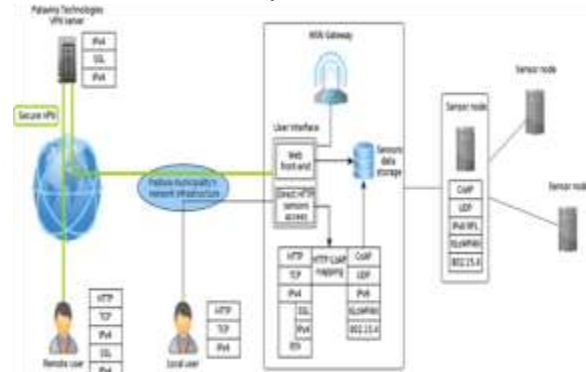 Patavina Technologies
VPN server
IPv4
SSL
IPv4
Secure VPN
WSN Gateway
User Interface
Web
front-end
Direct HTTP
sensors
access
Sensors
data
storage
Padova municipality's
network infrastructure
HTTP
TCP
IPv4
SSL
IPv4
HTTP-CoAP
mapping
CoAP
UDP
IPv6
6LoWPAN
802.15.4
Sensor node
CoAP
UDP
IPv6 RPL
6LoWPAN
802.15.4
Sensor node
Sensor node
HTTP
TCP
IPv4
SSL
IPv4
Remote user
HTTP
TCP
IPv4
Local user